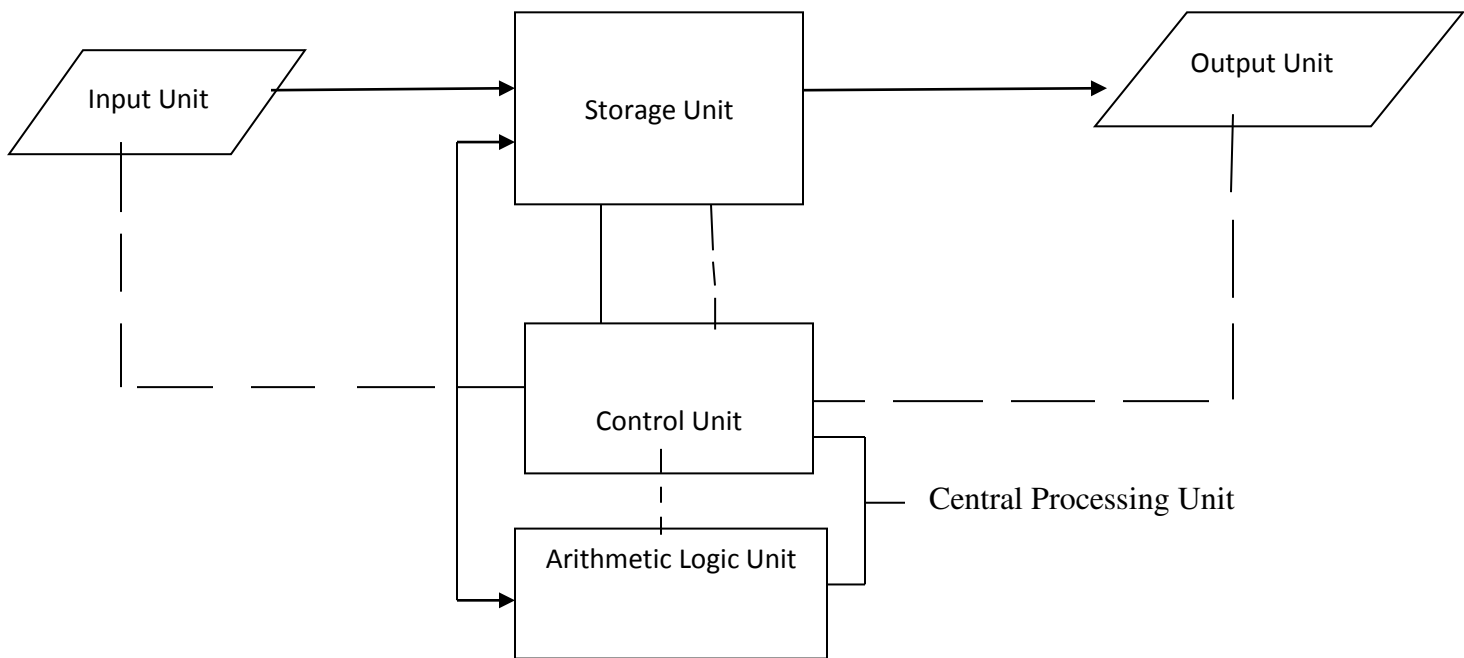 Input Unit
Storage Unit
Output Unit
Control Unit
Central Processing Unit
Arithmetic Logic Unit